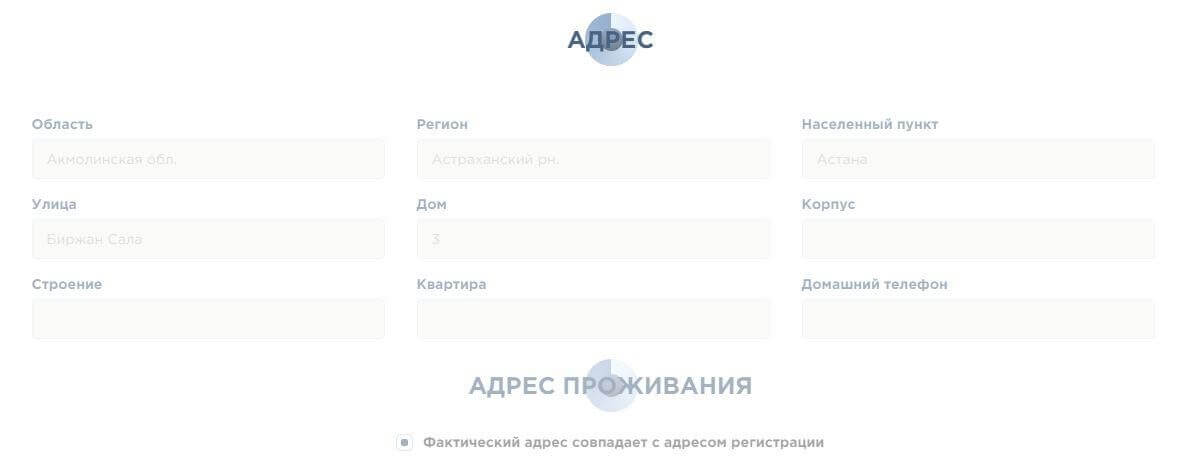 АДРЕС
Область Регион Населенный пункт
Акмолинская обл. Астраханский рн. Астана
Улица Дом Корпус
Биржан Сала 3
Строение Квартира Домашний телефон
АДРЕС ПРОЖИВАНИЯ
Фактический адрес совпадает с адресом регистрации